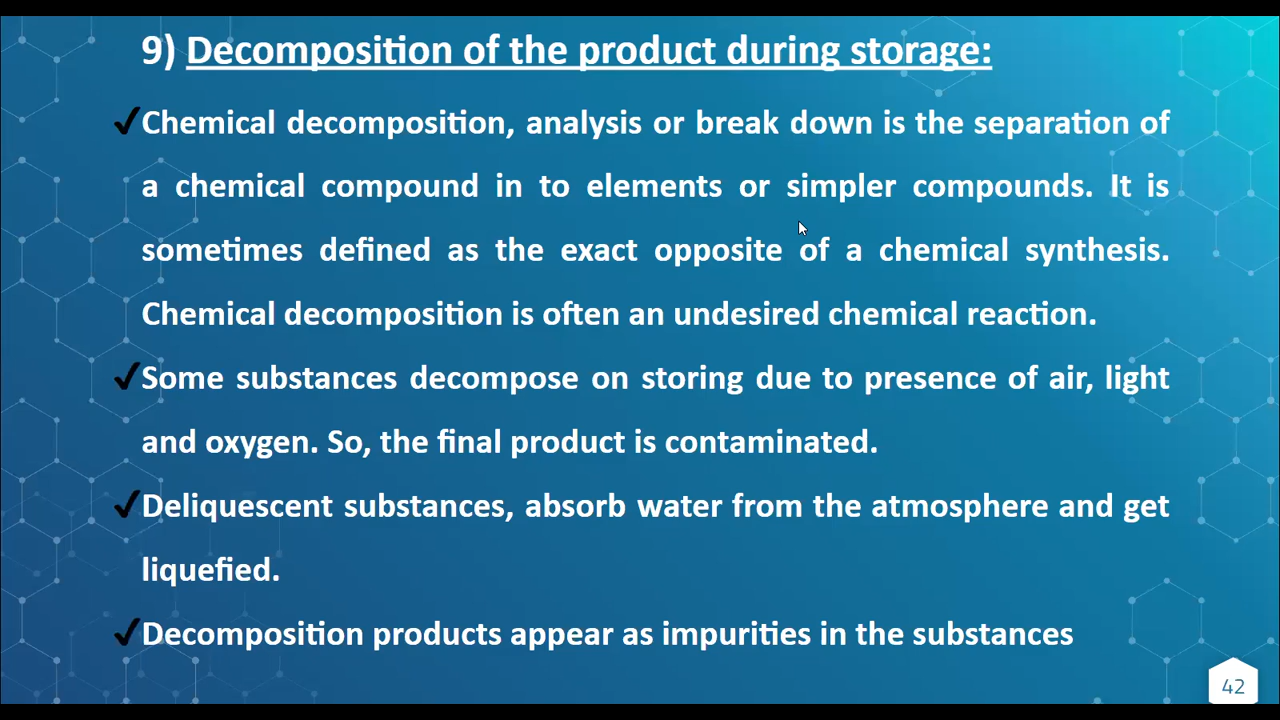 9) Decomposition of the product during storage:
✔Chemical decomposition, analysis or break down is the separation of
a chemical compound in to elements or simpler compounds. It is
sometimes defined as the exact opposite of a chemical synthesis.
Chemical decomposition is often an undesired chemical reaction.
✔Some substances decompose on storing due to presence of air, light
and oxygen. So, the final product is contaminated.
✔Deliquescent substances, absorb water from the atmosphere and get
liquefied.
✔Decomposition products appear as impurities in the substances
42